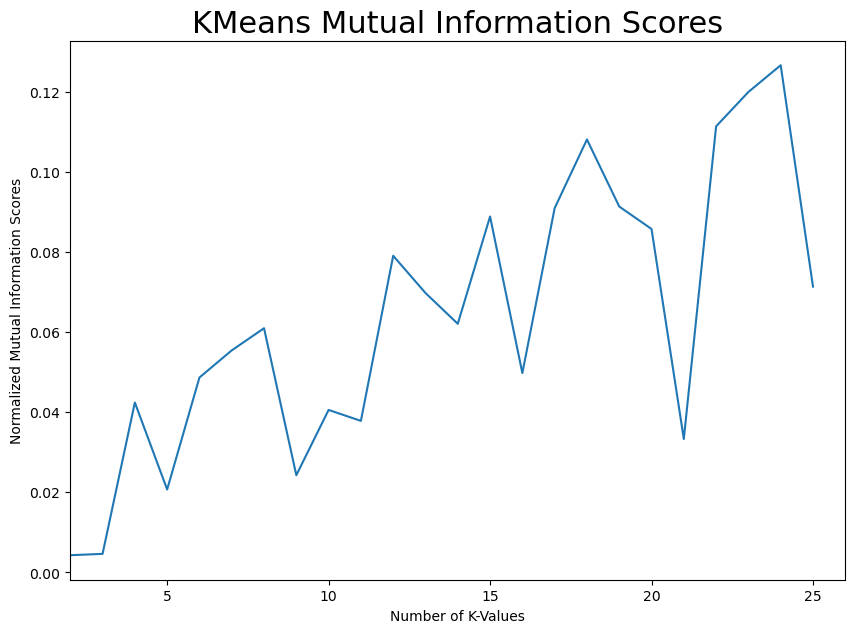 KMeans Mutual Information Scores
Normalized Mutual Information Scores
0.12
0.10
0.08
0.06
0.04
0.02
0.00
5 10 15 20 25
Number of K-Values